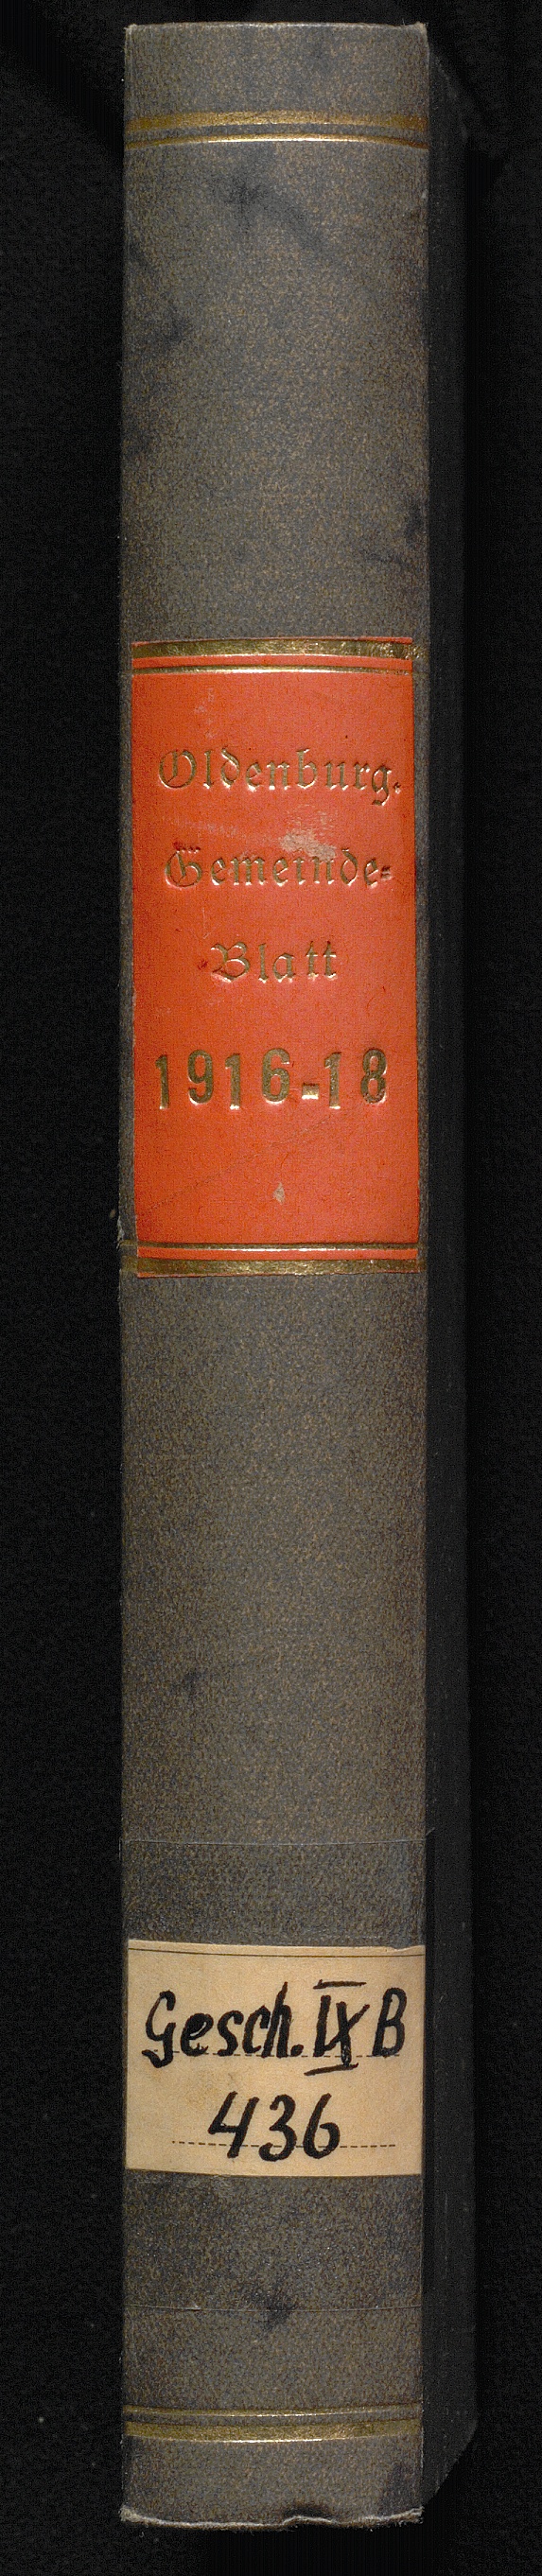 Oldenburg.
Gemeinde-
Blatt
1916-18
Gesch. IX B
436